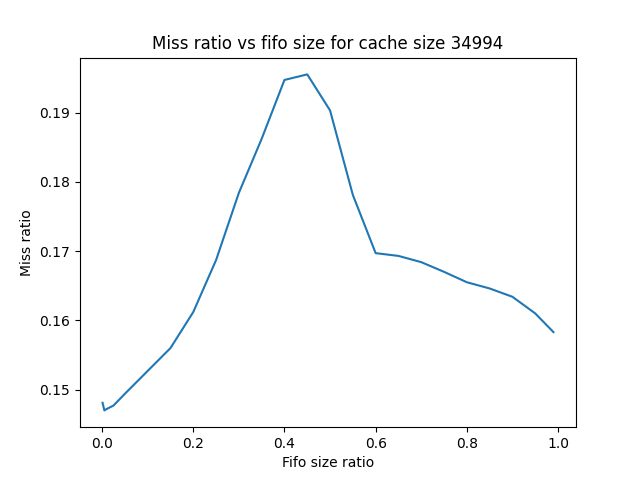 Miss ratio vs fifo size for cache size 34994
0.19
0.18
0.17
0.16
0.15
Miss ratio
0.0 0.2 0.4 0.6 0.8 1.0
Fifo size ratio